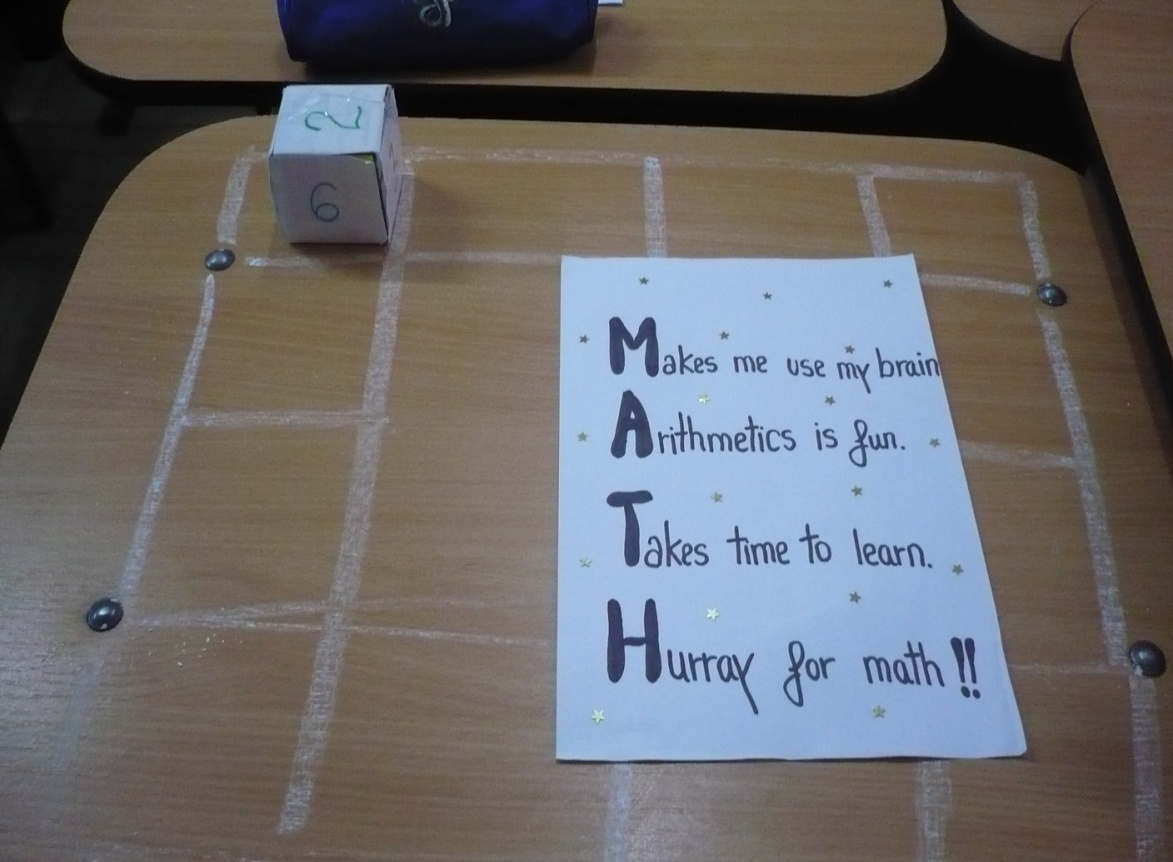 2
6
Makes me use my brain
Arithmetics is fun.
Takes time to learn.
Hurray for math!!